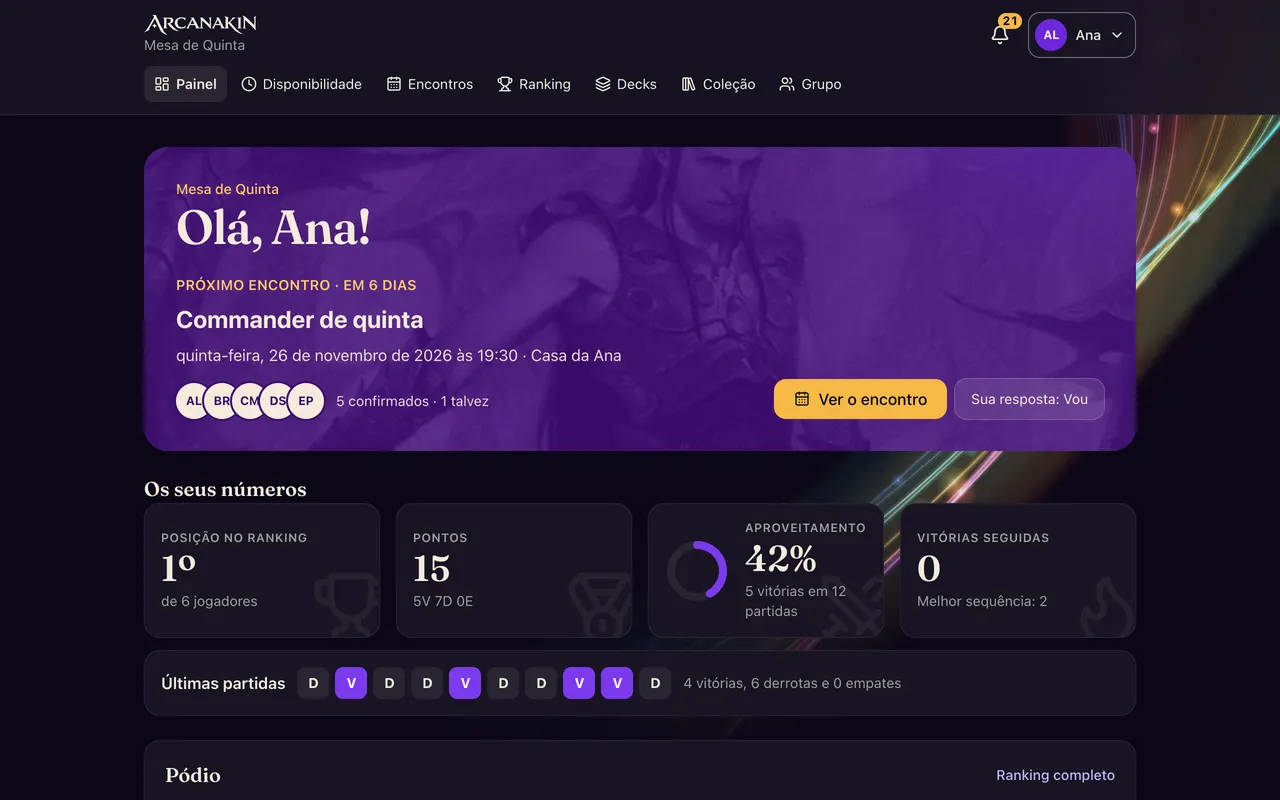 ARCANAKIN
Mesa de Quinta
21
AL Ana
Painel Disponibilidade Encontros Ranking Decks Coleção Grupo
Mesa de Quinta
Olá, Ana!
PRÓXIMO ENCONTRO · EM 6 DIAS
Commander de quinta
quinta-feira, 26 de novembro de 2026 às 19:30 · Casa da Ana
AL BR CM DS EP 5 confirmados · 1 talvez
Ver o encontro
Sua resposta: Vou
Os seus números
POSIÇÃO NO RANKING
1º
de 6 jogadores
PONTOS
15
5V 7D 0E
APROVEITAMENTO
42%
5 vitórias em 12
partidas
VITÓRIAS SEGUIDAS
0
Melhor sequência: 2
Últimas partidas D V D D V D D V V D 4 vitórias, 6 derrotas e 0 empates
Pódio
Ranking completo